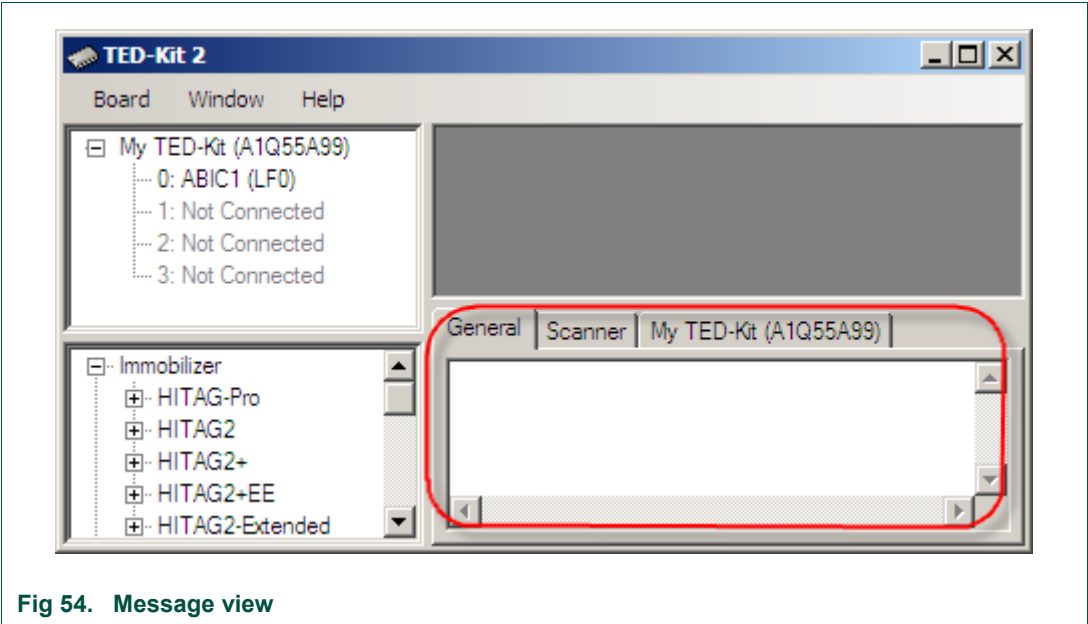 TED-Kit 2
Board Window Help
My TED-Kit (A1Q55A99)
0: ABIC1 (LF0)
1: Not Connected
2: Not Connected
3: Not Connected
General Scanner My TED-Kit (A1Q55A99)
Immobilizer
HITAG-Pro
HITAG2
HITAG2+
HITAG2+EE
HITAG2-Extended
Fig 54. Message view